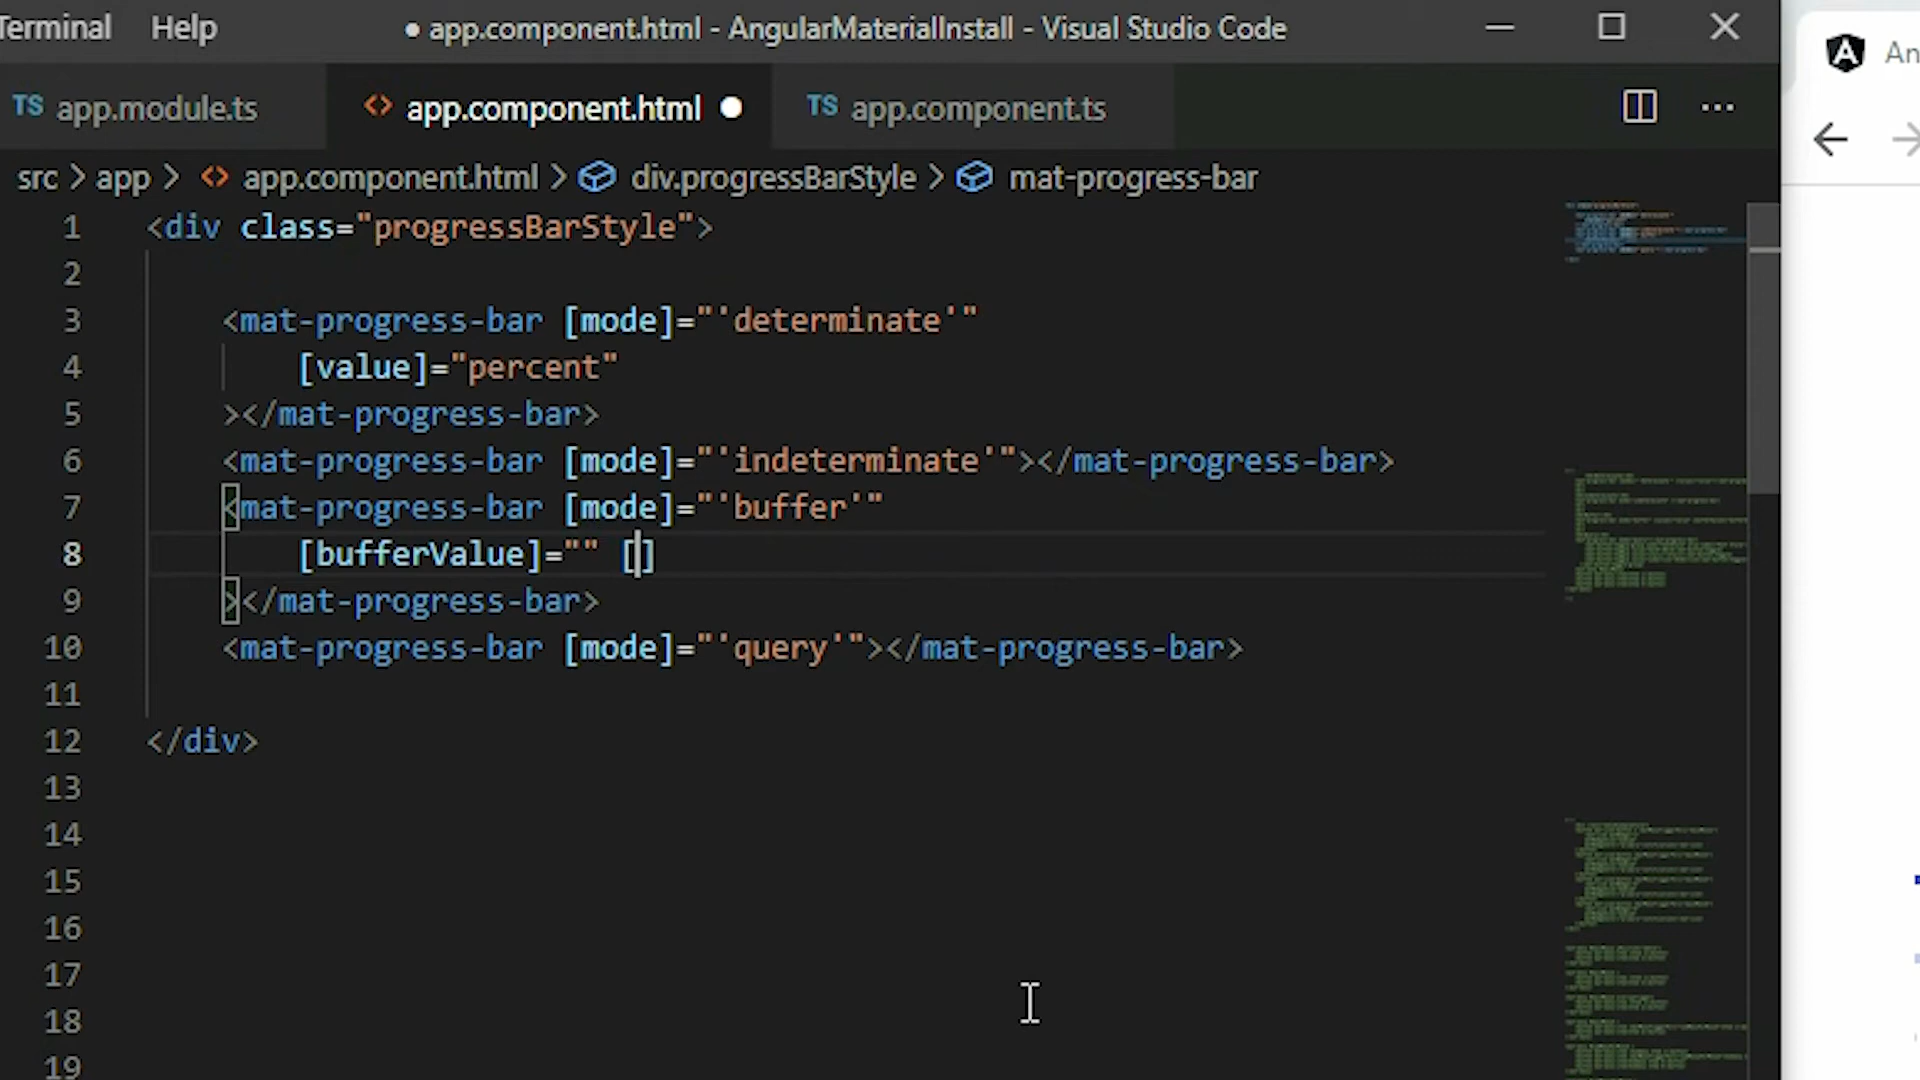 Terminal Help ● app.component.html - AngularMaterialInstall - Visual Studio Code
An
TS app.module.ts <> app.component.html ● TS app.component.ts ...
src > app > <> app.component.html > div.progressBarStyle > mat-progress-bar
1 <div class="progressBarStyle">
2
3 <mat-progress-bar [mode]="'determinate'"
4 [value]="percent"
5 ></mat-progress-bar>
6 <mat-progress-bar [mode]="'indeterminate'"></mat-progress-bar>
7 <mat-progress-bar [mode]="'buffer'"
8 [bufferValue]="" []
9 ></mat-progress-bar>
10 <mat-progress-bar [mode]="'query'"></mat-progress-bar>
11
12 </div>
13
14
15
16
17
18
19